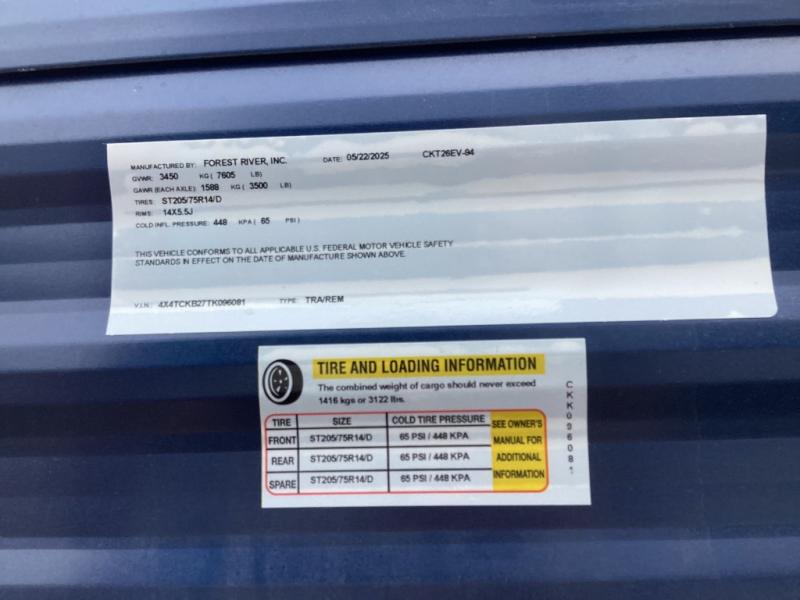 MANUFACTURED BY: FOREST RIVER, INC. DATE: 05/22/2025 CKT26EV-94
GVWR: 3450 KG ( 7605 LB)
GAWR (EACH AXLE): 1588 KG ( 3500 LB)
TIRES: ST205/75R14/D
RIMS: 14X5.5J
COLD INFL. PRESSURE: 448 KPA ( 65 PSI )
THIS VEHICLE CONFORMS TO ALL APPLICABLE U.S. FEDERAL MOTOR VEHICLE SAFETY
STANDARDS IN EFFECT ON THE DATE OF MANUFACTURE SHOWN ABOVE.
V.I.N.: 4X4TCKB27TK096081 TYPE: TRA/REM
TIRE AND LOADING INFORMATION
The combined weight of cargo should never exceed
1416 kgs or 3122 lbs.
TIRE SIZE COLD TIRE PRESSURE
FRONT ST205/75R14/D 65 PSI / 448 KPA
REAR ST205/75R14/D 65 PSI / 448 KPA
SPARE ST205/75R14/D 65 PSI / 448 KPA
SEE OWNER'S
MANUAL FOR
ADDITIONAL
INFORMATION
CKK096081